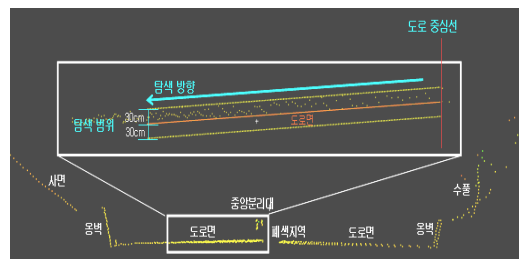 도로 중심선
탐색 방향
탐색 범위
30cm
도로면
30cm
사면
중앙분리대
수풀
옹벽
도로면
폐색지역
도로면
옹벽